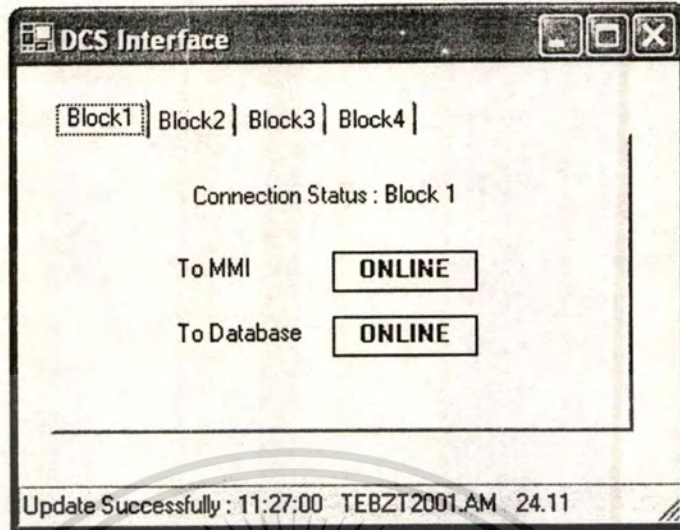 DCS Interface
Block1 Block2 Block3 Block4
Connection Status : Block 1
To MMI ONLINE
To Database ONLINE
Update Successfully : 11:27:00 TEBZT2001.AM 24.11